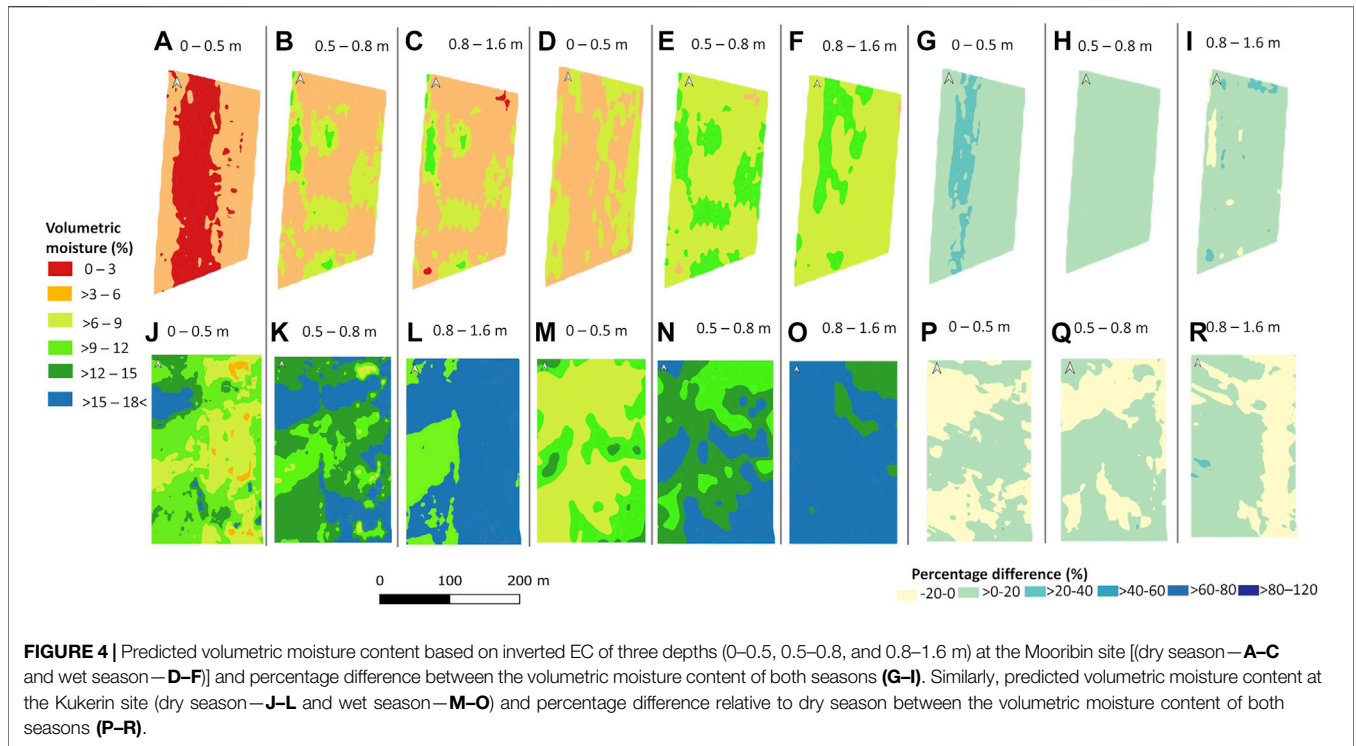 A 0 – 0.5 m
B 0.5 – 0.8 m
C 0.8 – 1.6 m
D 0 – 0.5 m
E 0.5 – 0.8 m
F 0.8 – 1.6 m
G 0 – 0.5 m
H 0.5 – 0.8 m
I 0.8 – 1.6 m
Volumetric
moisture (%)
0 – 3
>3 – 6
>6 – 9
>9 – 12
>12 – 15
>15 – 18<
J 0 – 0.5 m
K 0.5 – 0.8 m
L 0.8 – 1.6 m
M 0 – 0.5 m
N 0.5 – 0.8 m
O 0.8 – 1.6 m
P 0 – 0.5 m
Q 0.5 – 0.8 m
R 0.8 – 1.6 m
0 100 200 m
Percentage difference (%)
-20-0 >0-20 >20-40 >40-60 >60-80 >80–120
FIGURE 4 | Predicted volumetric moisture content based on inverted EC of three depths (0–0.5, 0.5–0.8, and 0.8–1.6 m) at the Mooribin site [(dry season—A–C
and wet season—D–F)] and percentage difference between the volumetric moisture content of both seasons (G–I). Similarly, predicted volumetric moisture content at
the Kukerin site (dry season—J–L and wet season—M–O) and percentage difference relative to dry season between the volumetric moisture content of both
seasons (P–R).